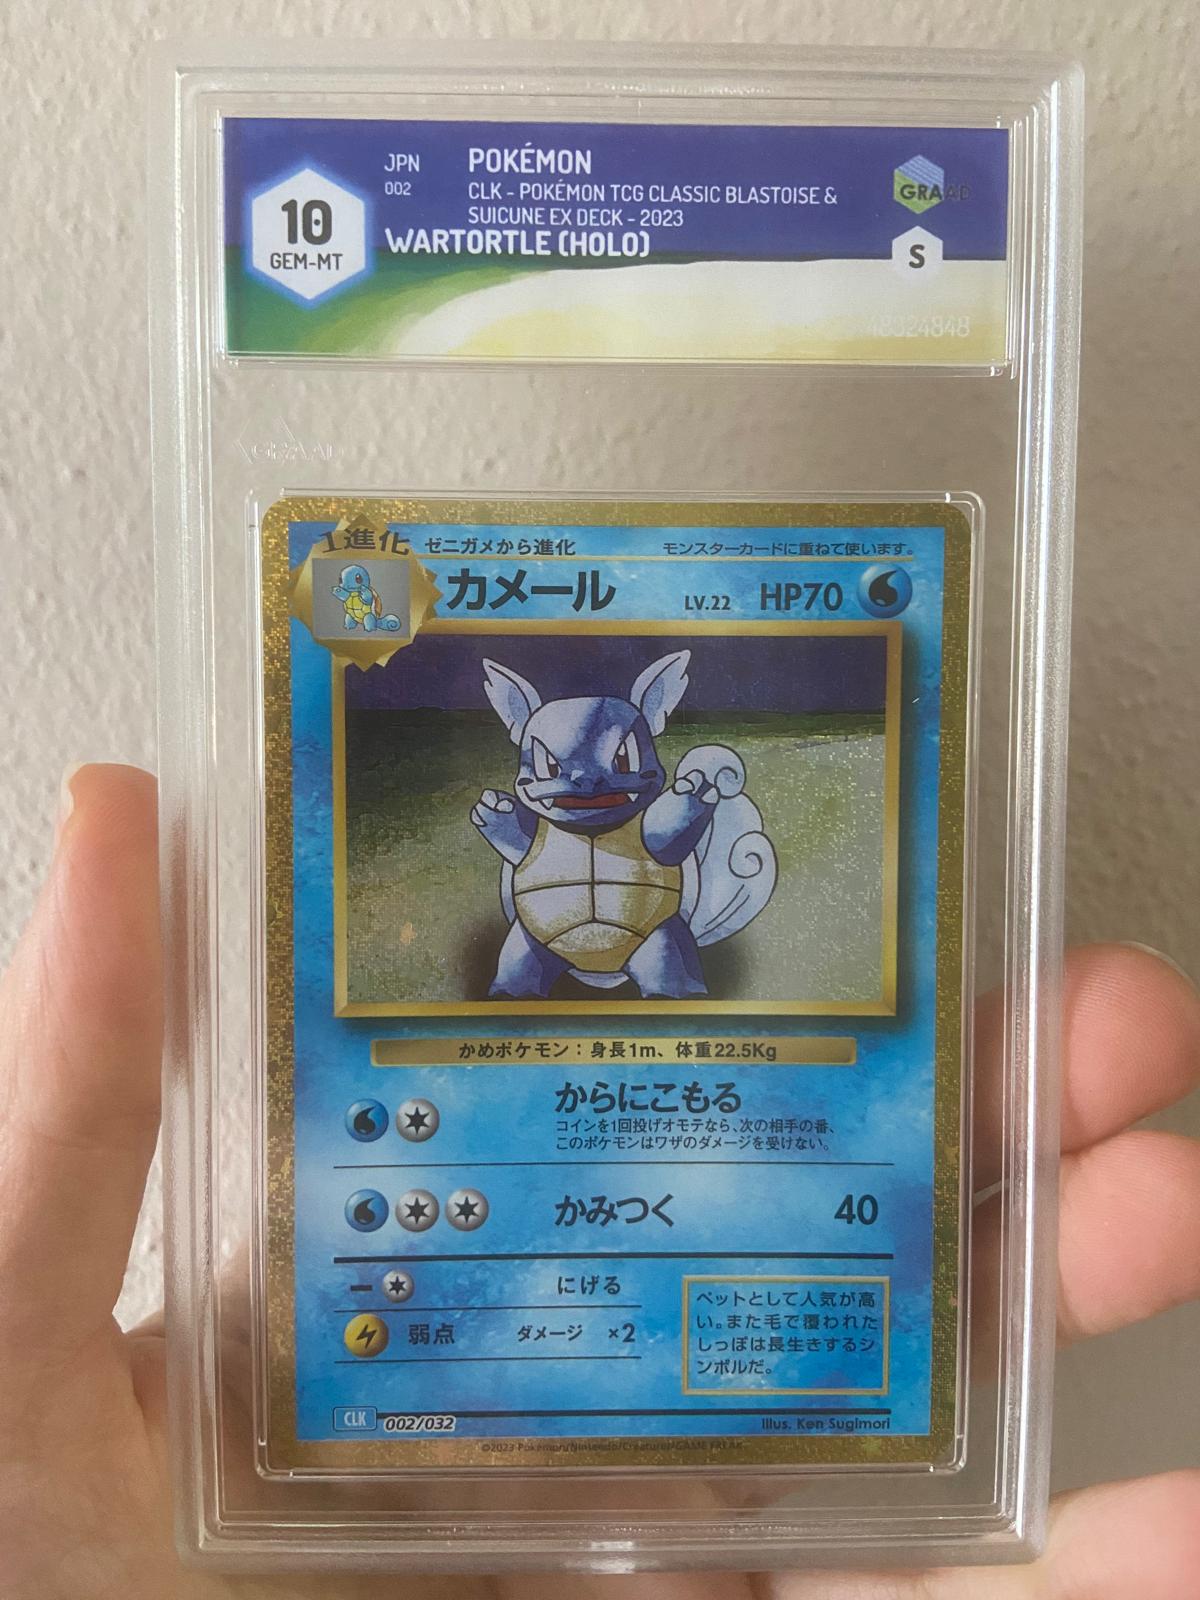 10
GEM-MT
JPN
002
POKÉMON
CLK - POKÉMON TCG CLASSIC BLASTOISE &
SUICUNE EX DECK - 2023
WARTORTLE (HOLO)
GRAAD
S
48324848
GRAAD
1進化
ゼニガメから進化
モンスターカードに重ねて使います。
カメール
LV.22
HP70
かめポケモン：身長1m、体重22.5Kg
からにこもる
コインを1回投げオモテなら、次の相手の番、
このポケモンはワザのダメージを受けない。
かみつく
40
にげる
弱点 ダメージ ×2
ペットとして人気が高
い。また毛で覆われた
しっぽは長生きするシ
ンボルだ。
CLK 002/032
Illus. Ken Sugimori
©2023 Pokémon/Nintendo/Creatures/GAME FREAK